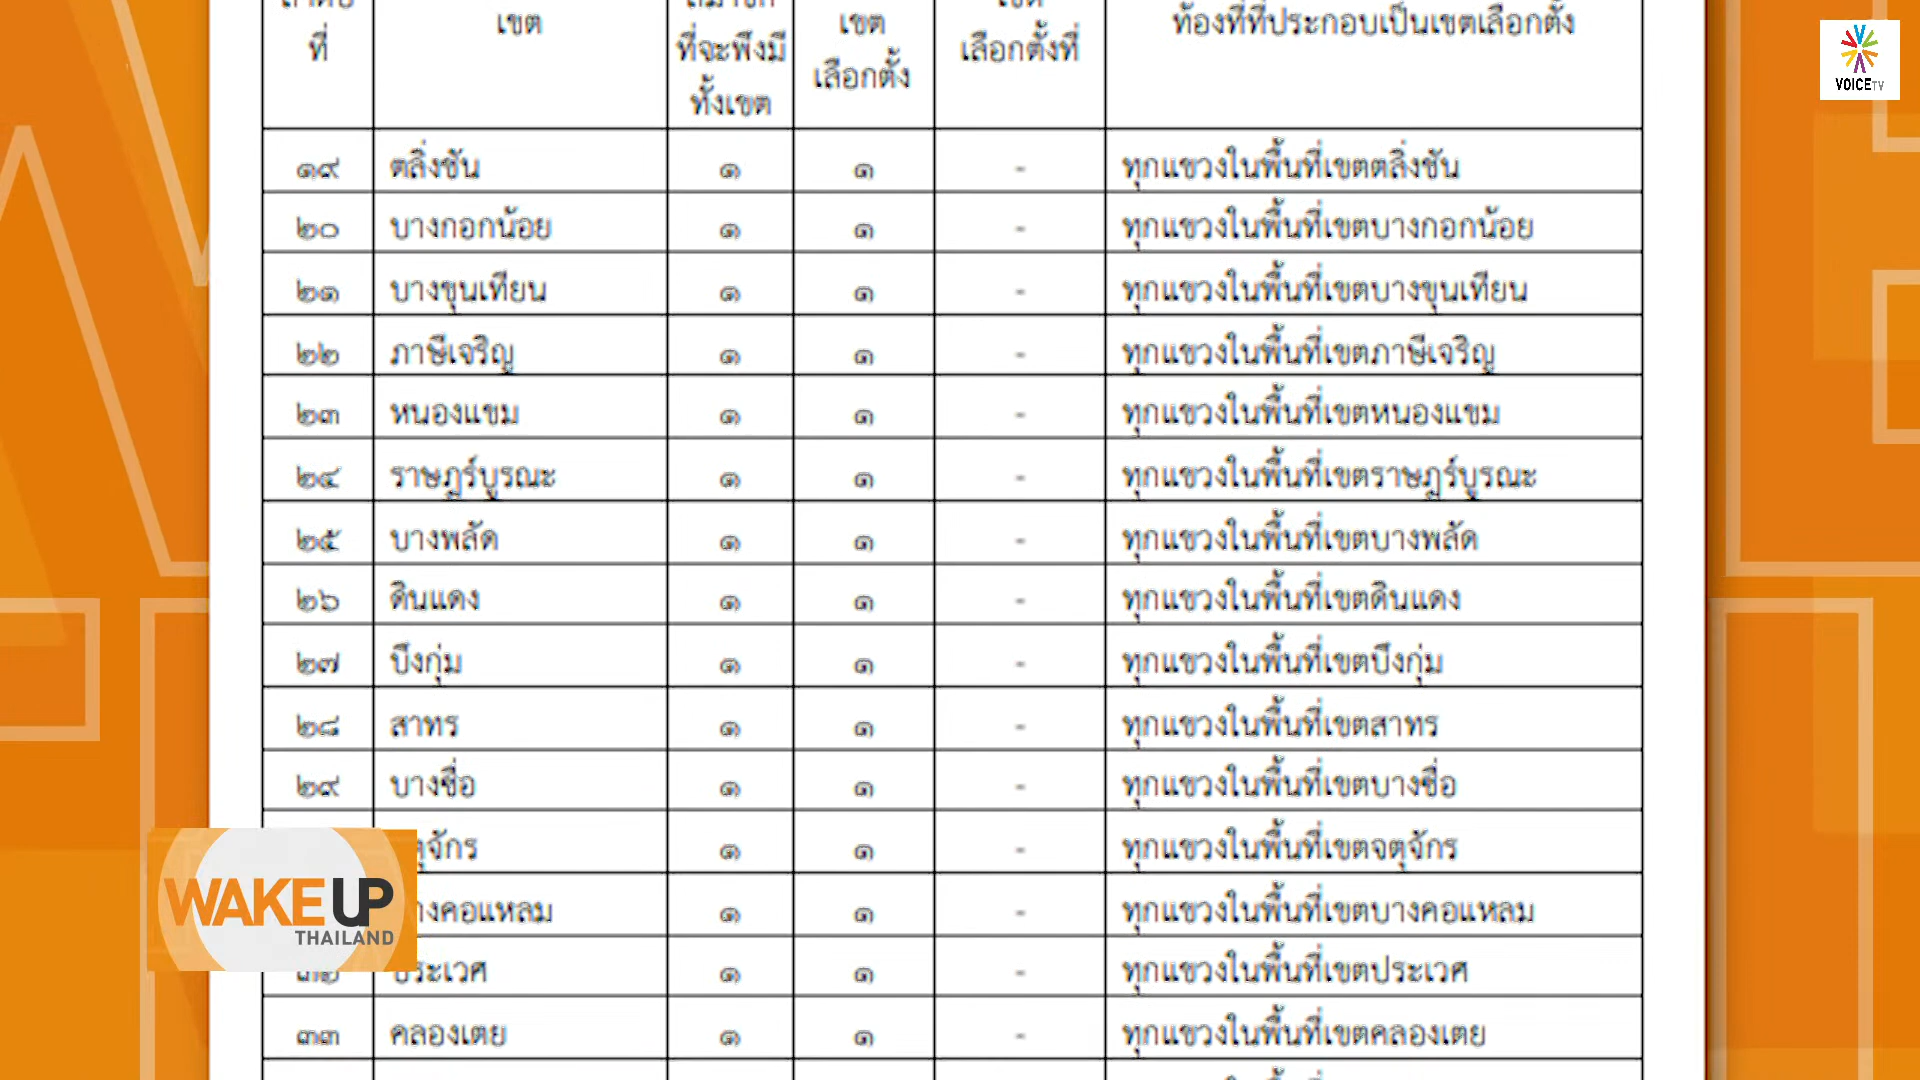 ที่ เขต ที่จะพึงมี เขต เลือกตั้งที่ ท้องที่ที่ประกอบเป็นเขตเลือกตั้ง
ทั้งเขต เลือกตั้ง
VOICE TV
๑๙ ตลิ่งชัน ๑ ๑ - ทุกแขวงในพื้นที่เขตตลิ่งชัน
๒๐ บางกอกน้อย ๑ ๑ - ทุกแขวงในพื้นที่เขตบางกอกน้อย
๒๑ บางขุนเทียน ๑ ๑ - ทุกแขวงในพื้นที่เขตบางขุนเทียน
๒๒ ภาษีเจริญ ๑ ๑ - ทุกแขวงในพื้นที่เขตภาษีเจริญ
๒๓ หนองแขม ๑ ๑ - ทุกแขวงในพื้นที่เขตหนองแขม
๒๔ ราษฎร์บูรณะ ๑ ๑ - ทุกแขวงในพื้นที่เขตราษฎร์บูรณะ
๒๕ บางพลัด ๑ ๑ - ทุกแขวงในพื้นที่เขตบางพลัด
๒๖ ดินแดง ๑ ๑ - ทุกแขวงในพื้นที่เขตดินแดง
๒๗ บึงกุ่ม ๑ ๑ - ทุกแขวงในพื้นที่เขตบึงกุ่ม
๒๘ สาทร ๑ ๑ - ทุกแขวงในพื้นที่เขตสาทร
๒๙ บางซื่อ ๑ ๑ - ทุกแขวงในพื้นที่เขตบางซื่อ
ตุจักร ๑ ๑ - ทุกแขวงในพื้นที่เขตจตุจักร
างคอแหลม ๑ ๑ - ทุกแขวงในพื้นที่เขตบางคอแหลม
๓๒ ประเวศ ๑ ๑ - ทุกแขวงในพื้นที่เขตประเวศ
๓๓ คลองเตย ๑ ๑ - ทุกแขวงในพื้นที่เขตคลองเตย
WAKE UP
THAILAND